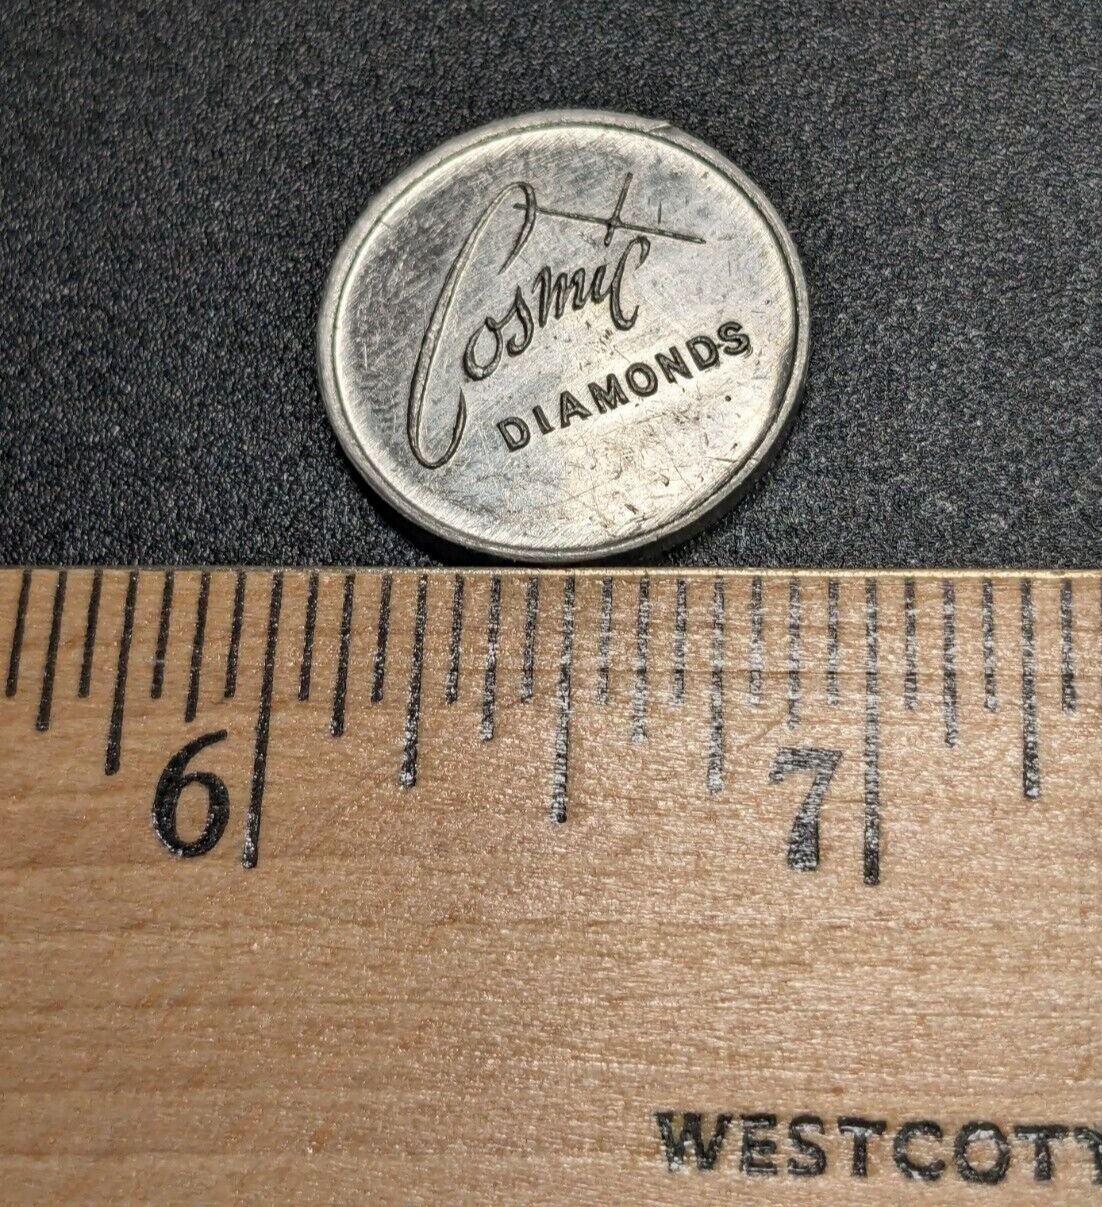 Cosmic
DIAMONDS
6 7
WESTCOTT